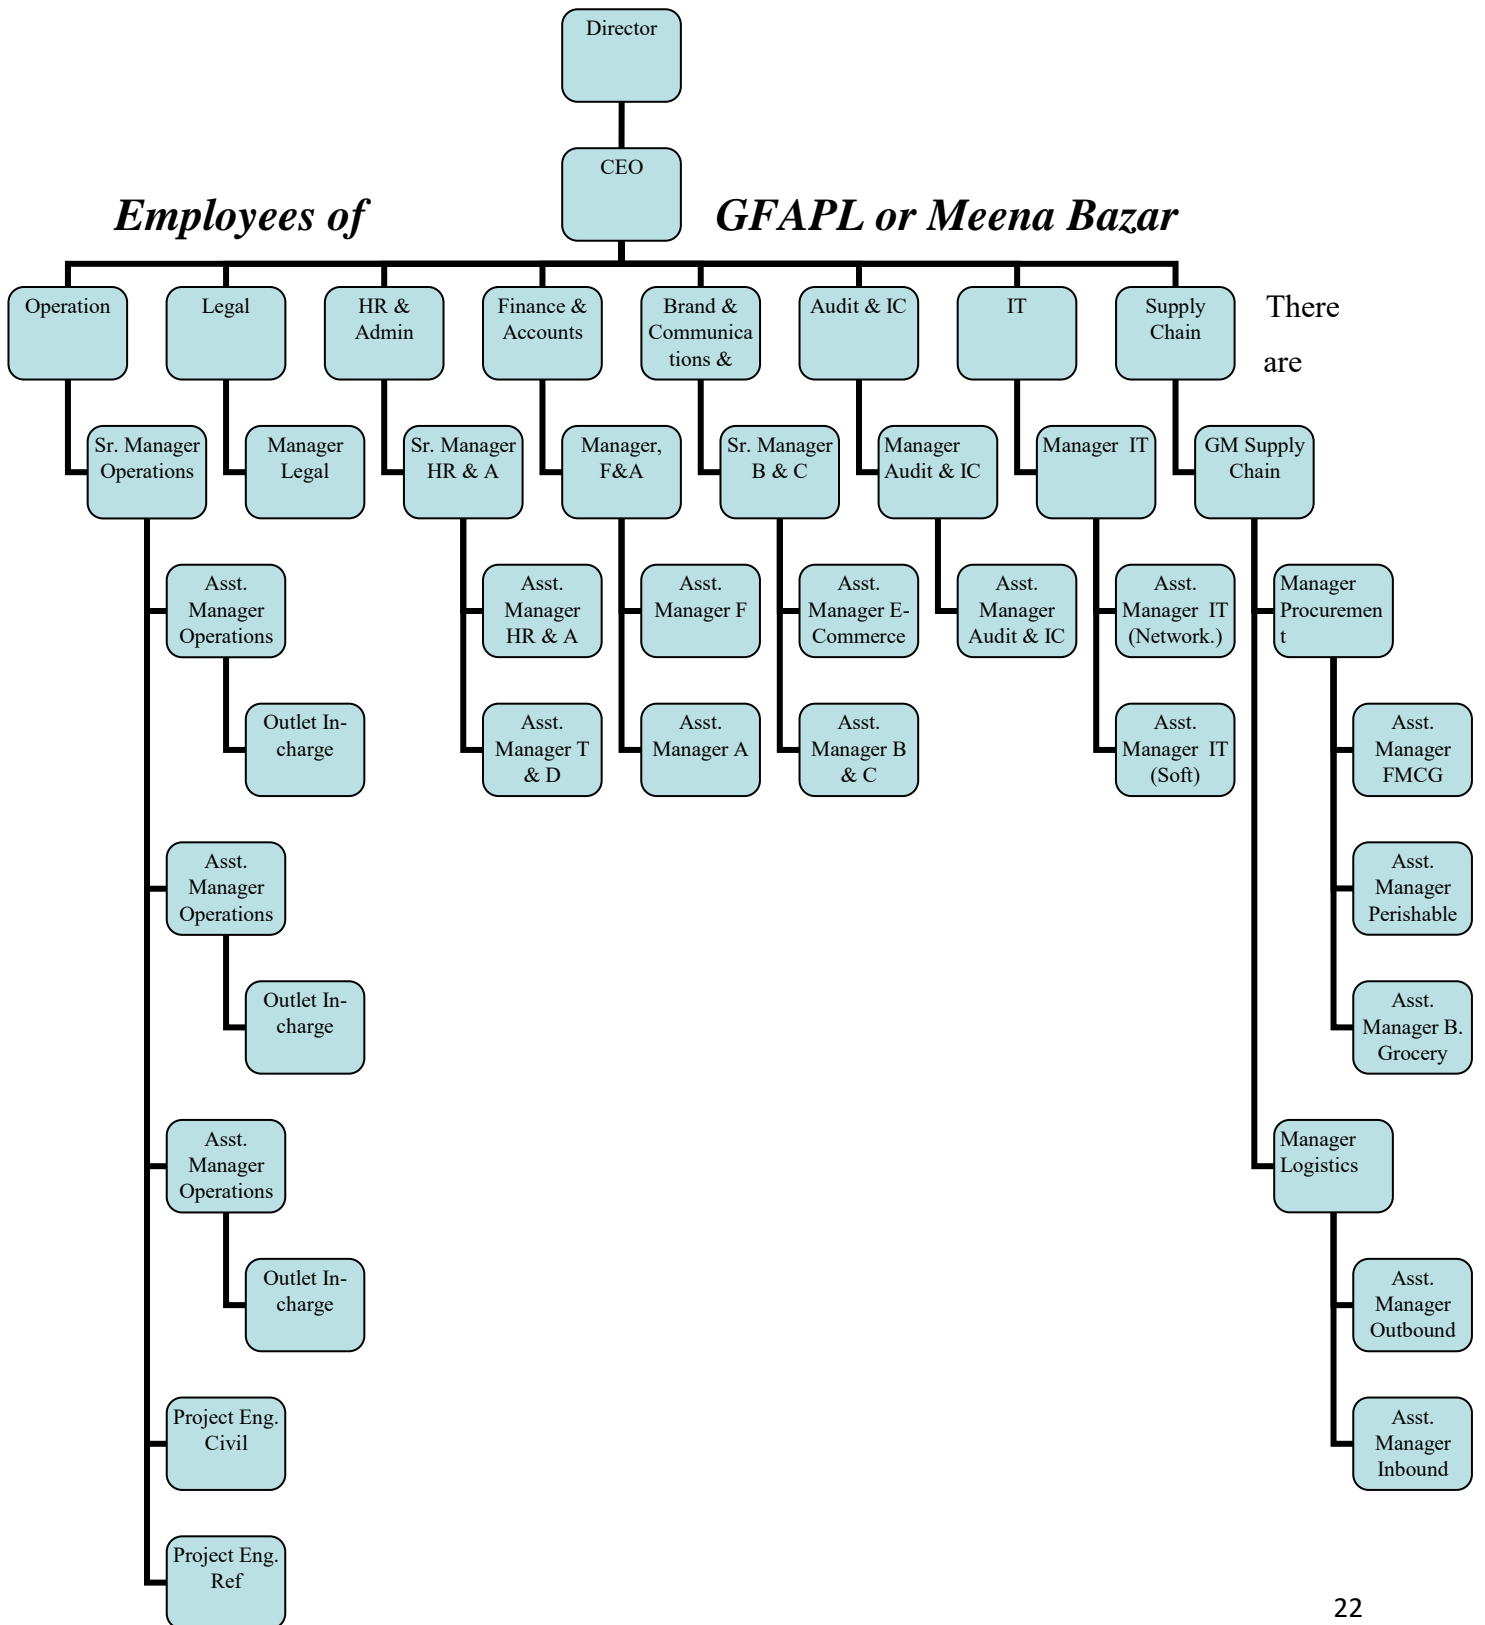 Director
CEO
Employees of
GFAPL or Meena Bazar
Operation
Legal
HR &
Admin
Finance &
Accounts
Brand &
Communica
tions &
Audit & IC
IT
Supply
Chain
There
are
Sr. Manager
Operations
Manager
Legal
Sr. Manager
HR & A
Manager,
F&A
Sr. Manager
B & C
Manager
Audit & IC
Manager IT
GM Supply
Chain
Asst.
Manager
Operations
Asst.
Manager
HR & A
Asst.
Manager F
Asst.
Manager E-
Commerce
Asst.
Manager
Audit & IC
Asst.
Manager IT
(Network.)
Manager
Procuremen
t
Outlet In-
charge
Asst.
Manager T
& D
Asst.
Manager A
Asst.
Manager B
& C
Asst.
Manager IT
(Soft)
Asst.
Manager
FMCG
Asst.
Manager
Operations
Asst.
Manager
Perishable
Outlet In-
charge
Asst.
Manager B.
Grocery
Asst.
Manager
Operations
Manager
Logistics
Outlet In-
charge
Asst.
Manager
Outbound
Project Eng.
Civil
Asst.
Manager
Inbound
Project Eng.
Ref
22